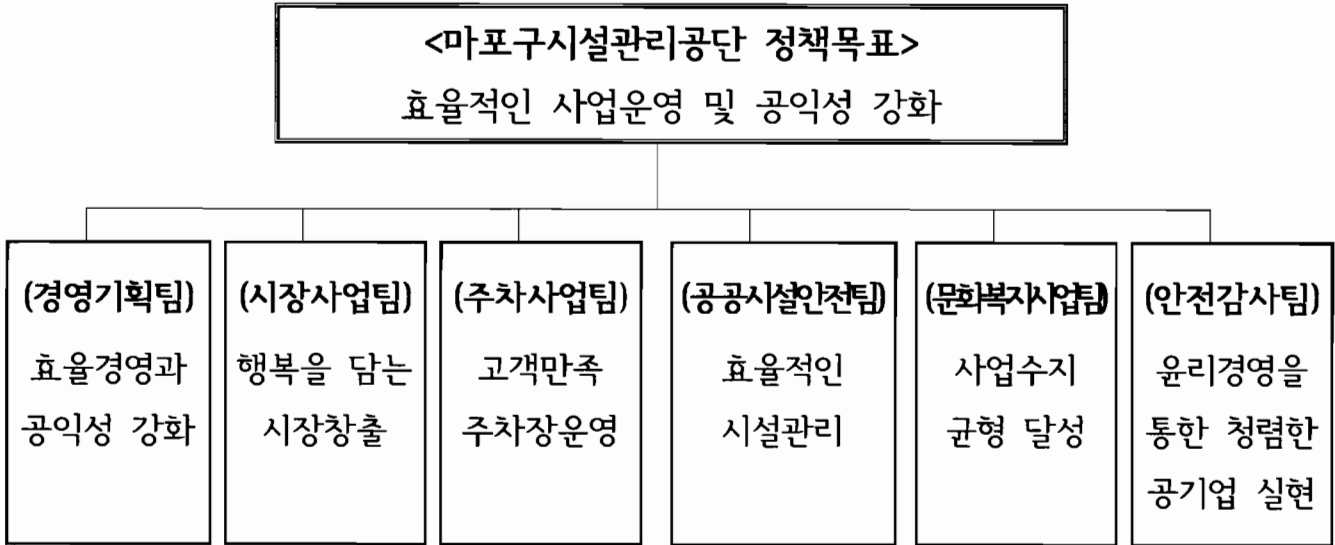 <마포구시설관리공단 정책목표>
효율적인 사업운영 및 공익성 강화
(경영기획팀)
효율경영과
공익성 강화
(시장사업팀)
행복을 담는
시장창출
(주차사업팀)
고객만족
주차장운영
(공공시설안전팀)
효율적인
시설관리
(문화복지사업팀)
사업수지
균형 달성
(안전감사팀)
윤리경영을
통한 청렴한
공기업 실현